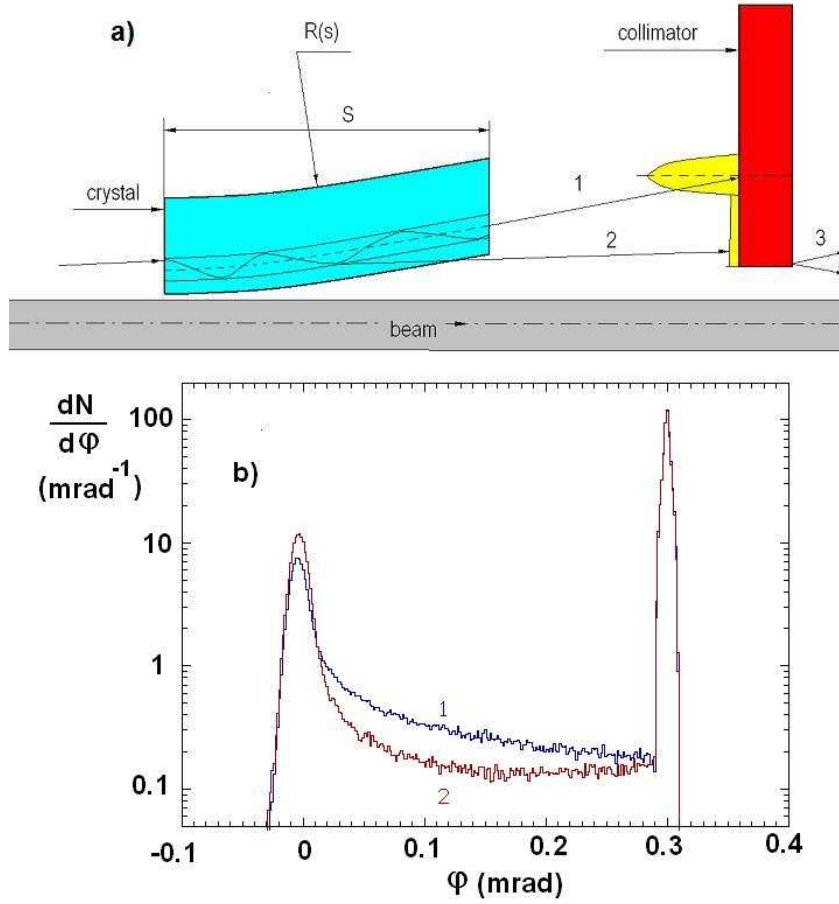 a)
R(s)
collimator
S
1
crystal
2
3
beam
dN
dφ
(mrad⁻¹)
b)
100
10
1
0.1
1
2
-0.1
0
0.1
0.2
0.3
0.4
φ (mrad)